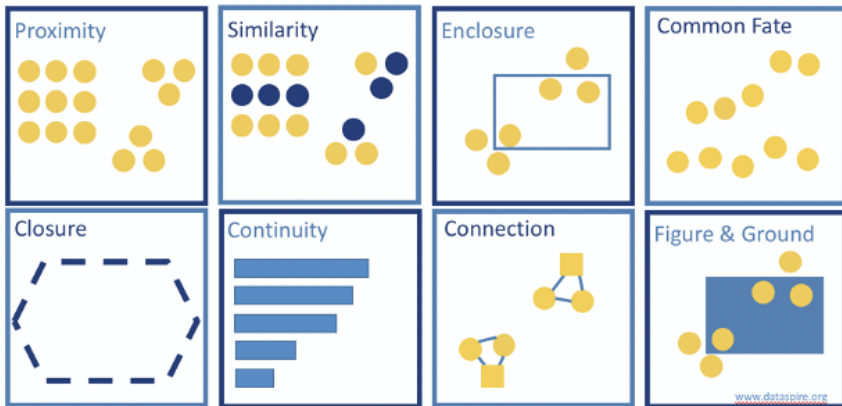 Proximity
Similarity
Enclosure
Common Fate
Closure
Continuity
Connection
Figure & Ground
www.dataspire.org